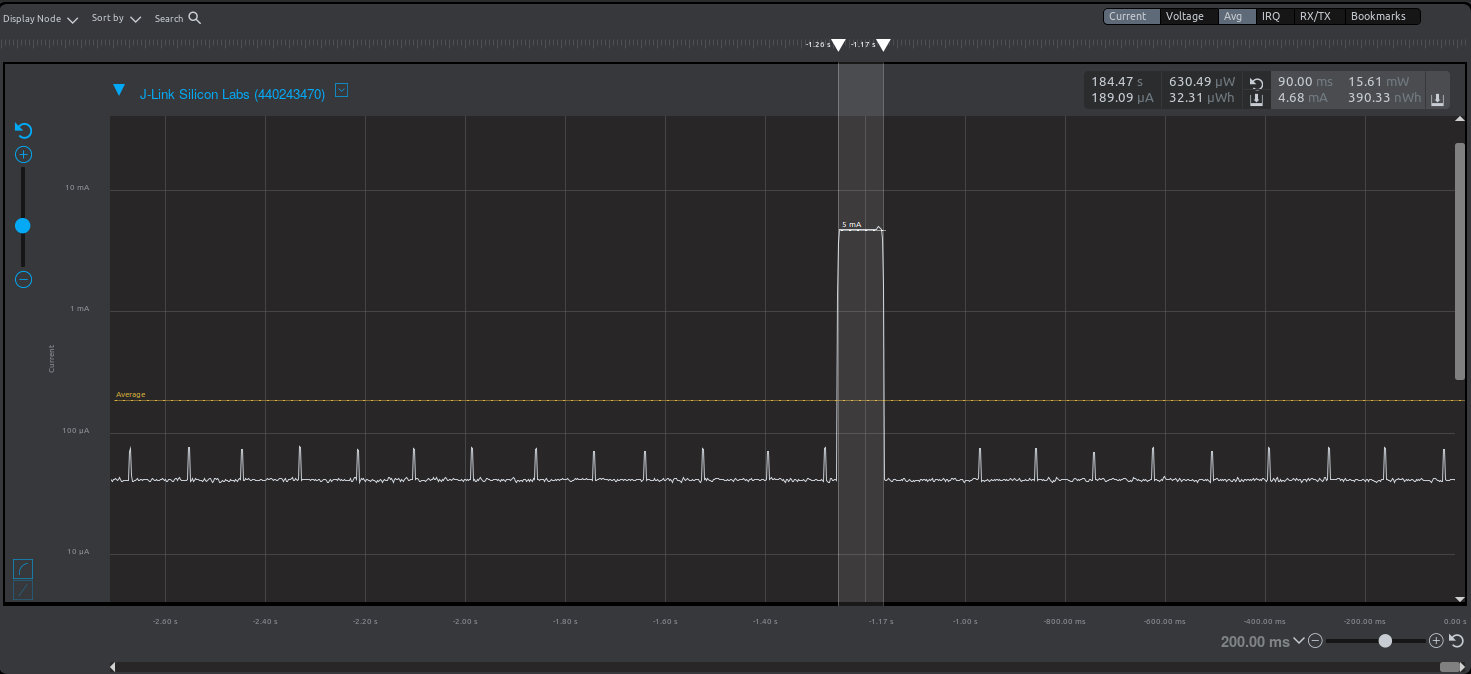 Display Node Sort by Search Current Voltage Avg IRQ RX/TX Bookmarks
-1.26 s -1.17 s
J-Link Silicon Labs (440243470)
184.47 s 630.49 µW 90.00 ms 15.61 mW
189.09 µA 32.31 µWh 4.68 mA 390.33 nWh
10 mA
5 mA
1 mA
Current
Average
100 µA
10 µA
-2.60 s -2.40 s -2.20 s -2.00 s -1.80 s -1.60 s -1.40 s -1.17 s -1.00 s -800.00 ms -600.00 ms -400.00 ms -200.00 ms 0.00 s
200.00 ms